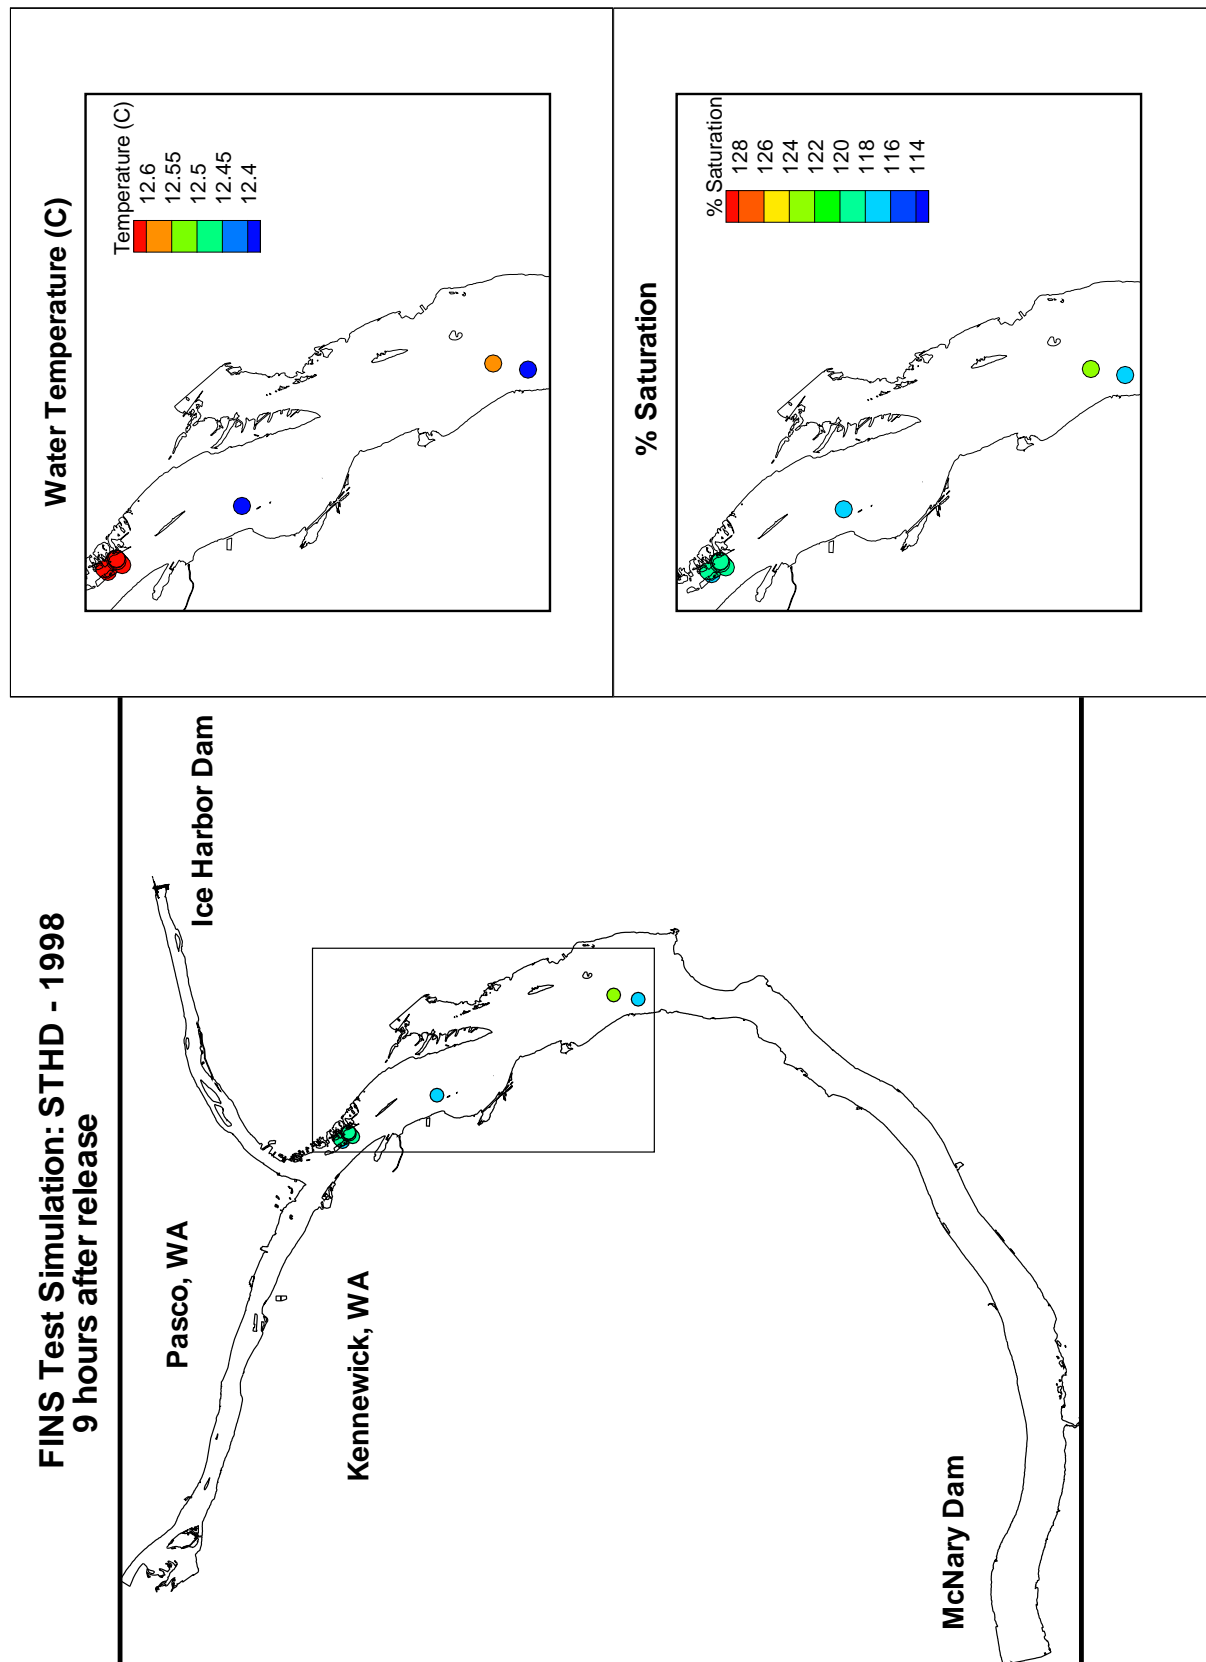 FINS Test Simulation: STHD - 1998
9 hours after release
Ice Harbor Dam
Pasco, WA
Kennewick, WA
McNary Dam
Water Temperature (C)
Temperature (C)
12.6
12.55
12.5
12.45
12.4
% Saturation
% Saturation
128
126
124
122
120
118
116
114